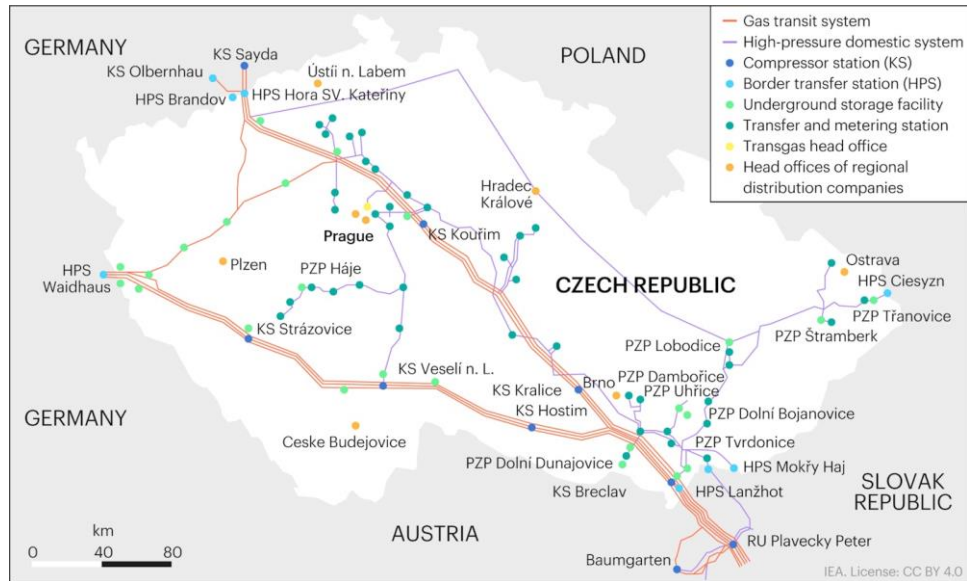 GERMANY
KS Sayda
KS Olbernhau
HPS Brandov
HPS Hora SV. Kateřiny
Ústíi n. Labem
POLAND
Gas transit system
High-pressure domestic system
Compressor station (KS)
Border transfer station (HPS)
Underground storage facility
Transfer and metering station
Transgas head office
Head offices of regional
distribution companies
Hradec
Králové
Prague
KS Kouřim
HPS
Waidhaus
Plzen
PZP Háje
CZECH REPUBLIC
Ostrava
HPS Ciesyzn
PZP Třanovice
PZP Štramberk
KS Strázovice
PZP Lobodice
KS Veselí n. L.
KS Kralice
Brno
PZP Dambořice
PZP Uhřice
KS Hostim
PZP Dolní Bojanovice
GERMANY
Ceske Budejovice
PZP Tvrdonice
PZP Dolní Dunajovice
HPS Mokřy Haj
KS Breclav
HPS Lanžhot
SLOVAK
REPUBLIC
AUSTRIA
RU Plavecky Peter
Baumgarten
km
0 40 80
IEA. License: CC BY 4.0